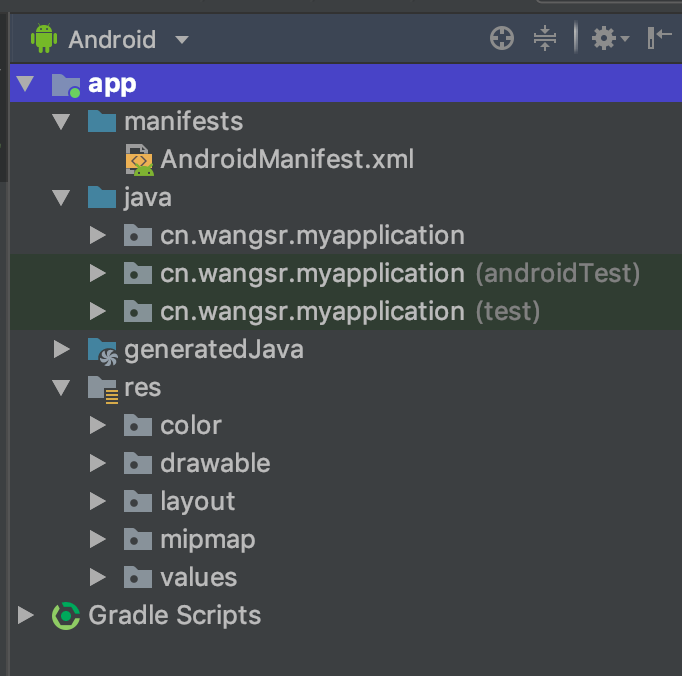 Android
app
manifests
AndroidManifest.xml
java
cn.wangsr.myapplication
cn.wangsr.myapplication (androidTest)
cn.wangsr.myapplication (test)
generatedJava
res
color
drawable
layout
mipmap
values
Gradle Scripts